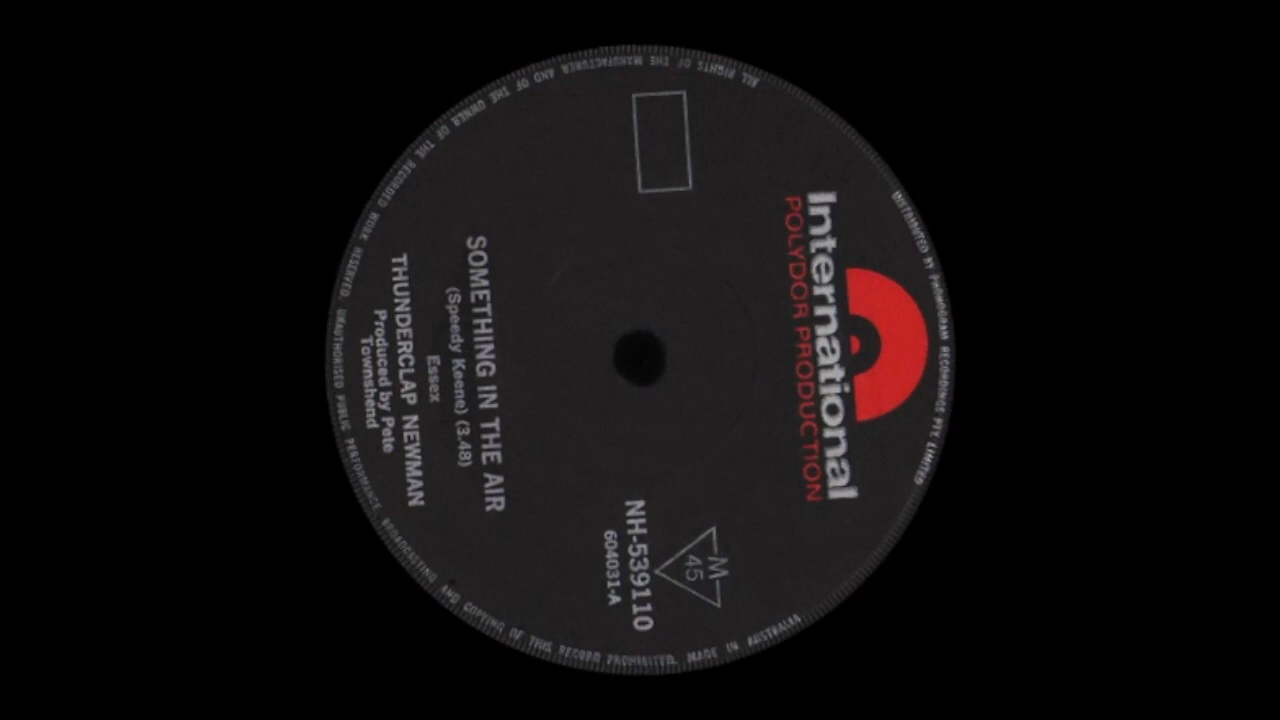 DISTRIBUTED BY PHONOGRAM RECORDINGS PTY. LIMITED
International
POLYDOR PRODUCTION
M
45
NH-539110
604031-A
SOMETHING IN THE AIR
(Speedy Keene) (3.48)
Essex
THUNDERCLAP NEWMAN
Produced by Pete
Townshend
ALL RIGHTS OF THE MANUFACTURER AND OF THE OWNER OF THE RECORDED WORK RESERVED. UNAUTHORISED PUBLIC PERFORMANCE, BROADCASTING AND COPYING OF THIS RECORD PROHIBITED. MADE IN AUSTRALIA